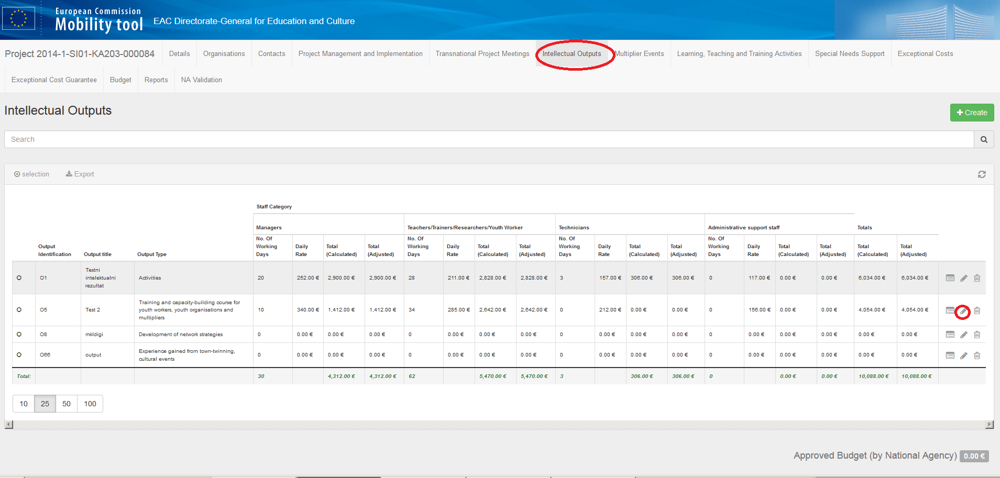 European Commission
Mobility tool
EAC Directorate-General for Education and Culture
Project 2014-1-SI01-KA203-000084 Details Organisations Contacts Project Management and Implementation Transnational Project Meetings Intellectual Outputs Multiplier Events Learning, Teaching and Training Activities Special Needs Support Exceptional Costs
Exceptional Cost Guarantee Budget Reports NA Validation
Intellectual Outputs
Create
Search
selection Export
Staff Category
Managers Teachers/Trainers/Researchers/Youth Worker Technicians Administrative support staff Totals
Output Identification Output title Output Type No. Of Working Days Daily Rate Total (Calculated) Total (Adjusted) No. Of Working Days Daily Rate Total (Calculated) Total (Adjusted) No. Of Working Days Daily Rate Total (Calculated) Total (Adjusted) No. Of Working Days Daily Rate Total (Calculated) Total (Adjusted) Total (Calculated) Total (Adjusted)
O1 Testni intelektualni rezultat Activities 20 252.00 € 2,900.00 € 2,900.00 € 28 211.00 € 2,828.00 € 2,828.00 € 3 157.00 € 306.00 € 306.00 € 0 117.00 € 0.00 € 0.00 € 6,034.00 € 6,034.00 €
O5 Test 2 Training and capacity-building course for youth workers, youth organisations and multipliers 10 340.00 € 1,412.00 € 1,412.00 € 34 285.00 € 2,642.00 € 2,642.00 € 0 212.00 € 0.00 € 0.00 € 0 156.00 € 0.00 € 0.00 € 4,054.00 € 4,054.00 €
O8 mkldigi Development of network strategies 0 0.00 € 0.00 € 0.00 € 0 0.00 € 0.00 € 0.00 € 0 0.00 € 0.00 € 0.00 € 0 0.00 € 0.00 € 0.00 € 0.00 € 0.00 €
O66 output Experience gained from town-twinning, cultural events 0 0.00 € 0.00 € 0.00 € 0 0.00 € 0.00 € 0.00 € 0 0.00 € 0.00 € 0.00 € 0 0.00 € 0.00 € 0.00 € 0.00 € 0.00 €
Total: 30 4,312.00 € 4,312.00 € 62 5,470.00 € 5,470.00 € 3 306.00 € 306.00 € 0 0.00 € 0.00 € 10,088.00 € 10,088.00 €
10 25 50 100
Approved Budget (by National Agency) 0.00 €